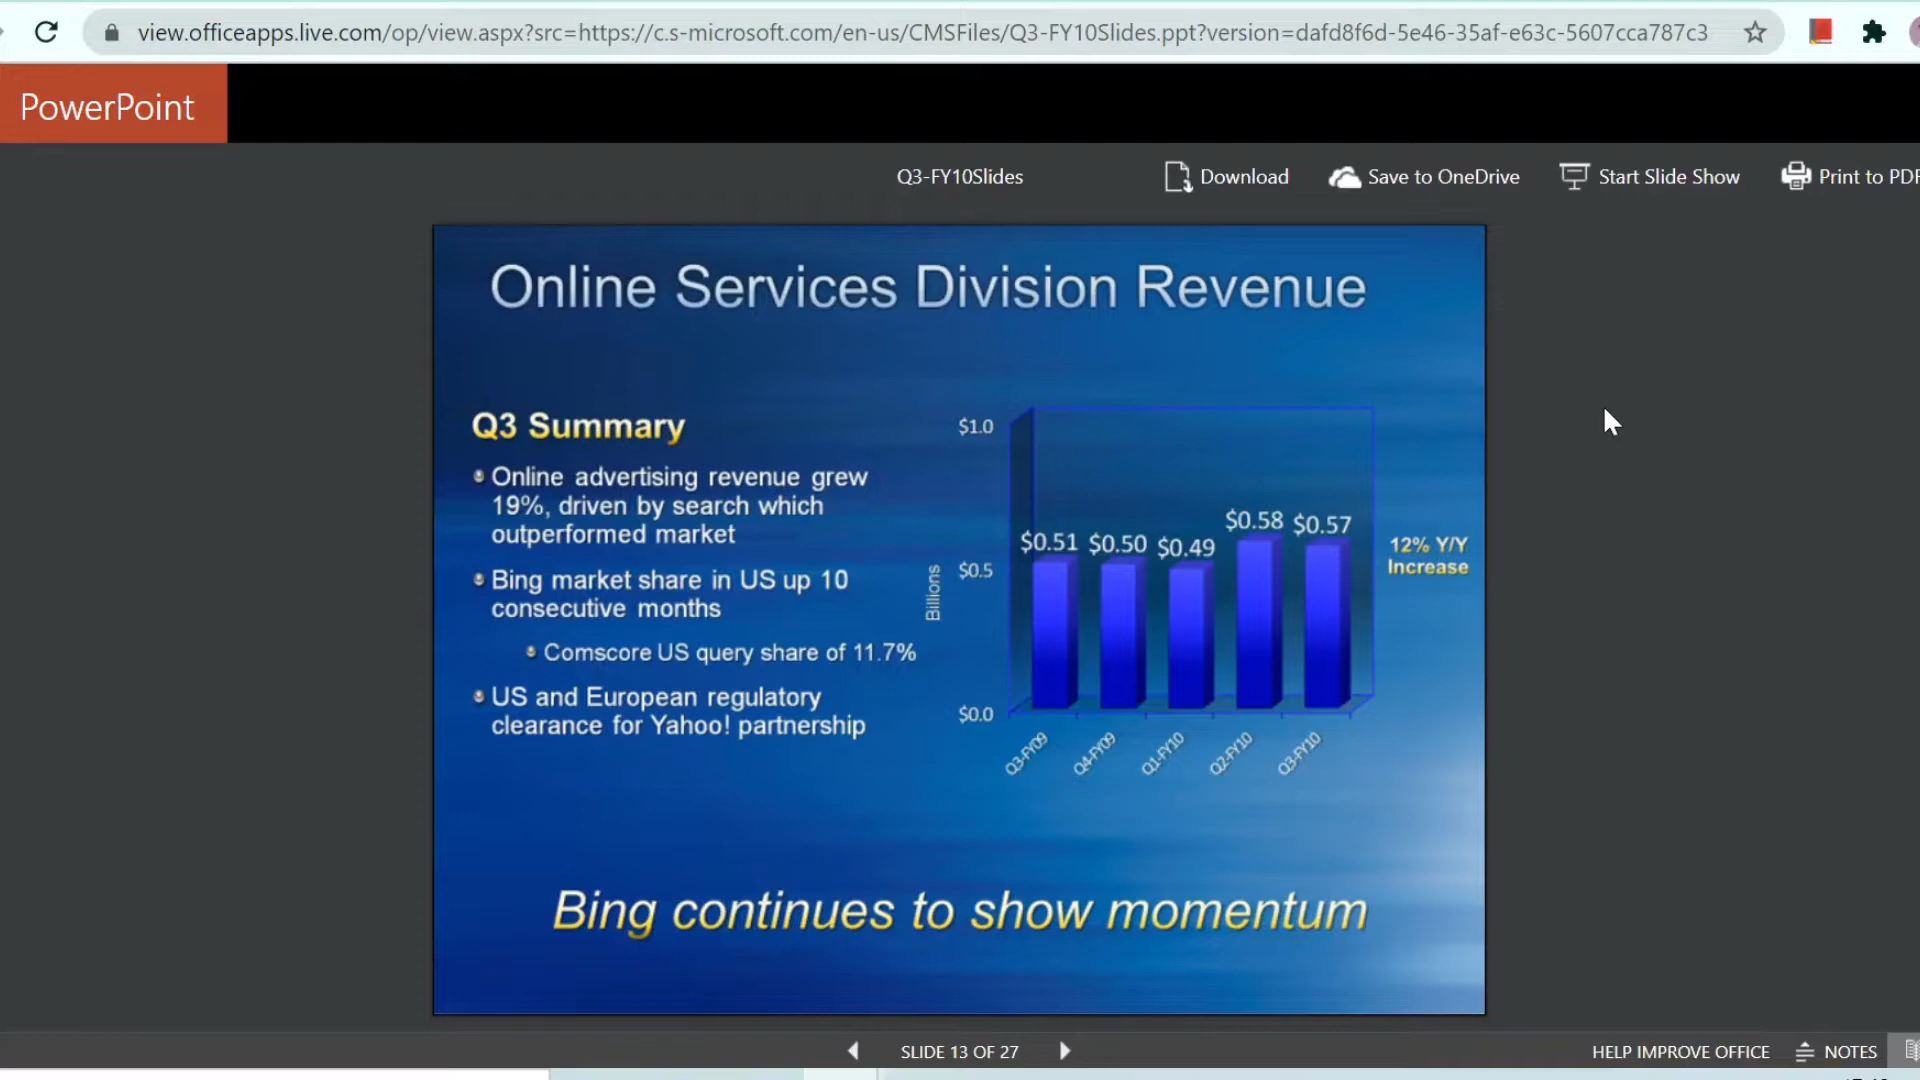 view.officeapps.live.com/op/view.aspx?src=https://c.s-microsoft.com/en-us/CMSFiles/Q3-FY10Slides.ppt?version=dafd8f6d-5e46-35af-e63c-5607cca787c3
PowerPoint
Q3-FY10Slides
Download
Save to OneDrive
Start Slide Show
Print to PDF
Online Services Division Revenue
Q3 Summary
Online advertising revenue grew
19%, driven by search which
outperformed market
Bing market share in US up 10
consecutive months
Comscore US query share of 11.7%
US and European regulatory
clearance for Yahoo! partnership
$1.0
$0.5
$0.0
Billions
$0.51 $0.50 $0.49 $0.58 $0.57
Q3-FY09 Q4-FY09 Q1-FY10 Q2-FY10 Q3-FY10
12% Y/Y
Increase
Bing continues to show momentum
SLIDE 13 OF 27
HELP IMPROVE OFFICE
NOTES